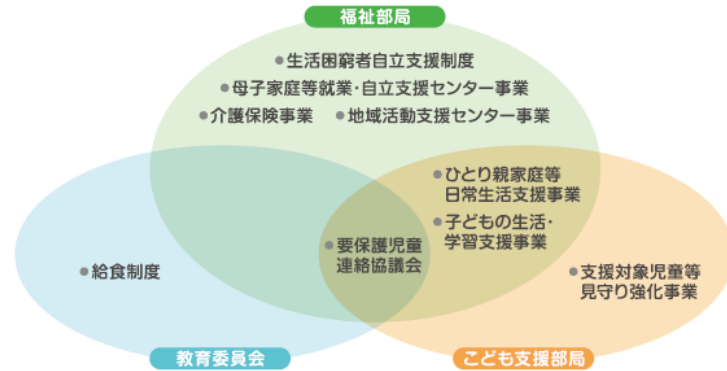 福祉部局
●生活困窮者自立支援制度
●母子家庭等就業・自立支援センター事業
●介護保険事業 ●地域活動支援センター事業
●ひとり親家庭等
日常生活支援事業
●子どもの生活・
学習支援事業
●要保護児童
連絡協議会
●給食制度
●支援対象児童等
見守り強化事業
教育委員会
こども支援部局